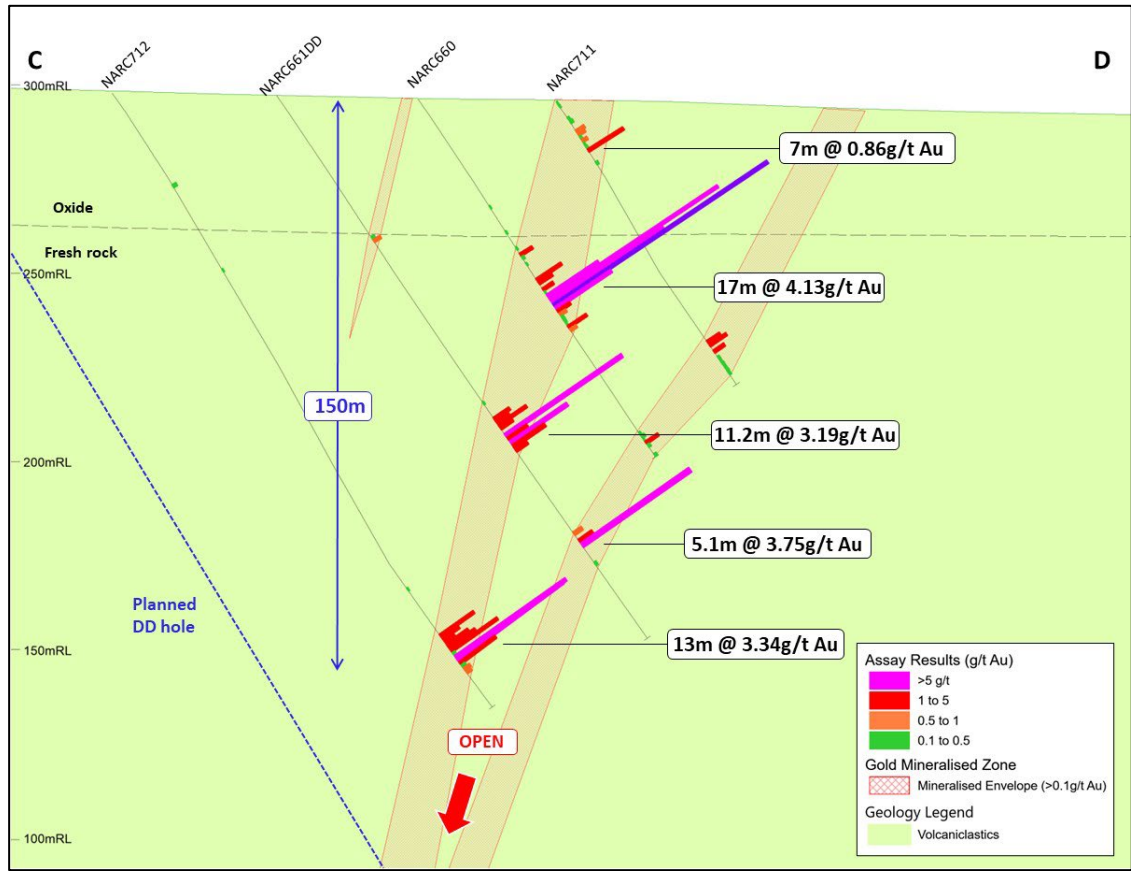 C
D
NARC712
NARC661DD
NARC660
NARC711
300mRL
7m @ 0.86g/t Au
Oxide
Fresh rock
250mRL
17m @ 4.13g/t Au
150m
11.2m @ 3.19g/t Au
200mRL
5.1m @ 3.75g/t Au
Planned
DD hole
150mRL
13m @ 3.34g/t Au
OPEN
100mRL
Assay Results (g/t Au)
>5 g/t
1 to 5
0.5 to 1
0.1 to 0.5
Gold Mineralised Zone
Mineralised Envelope (>0.1g/t Au)
Geology Legend
Volcaniclastics